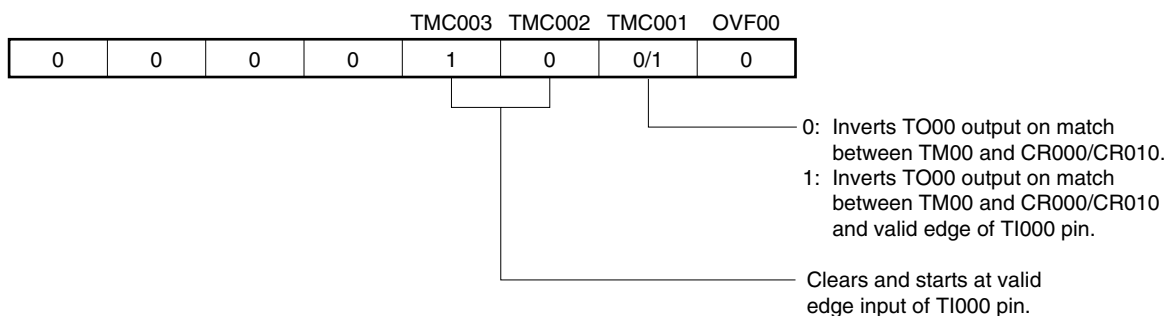 TMC003 TMC002 TMC001 OVF00
0 0 0 0 1 0 0/1 0
0: Inverts TO00 output on match
between TM00 and CR000/CR010.
1: Inverts TO00 output on match
between TM00 and CR000/CR010
and valid edge of TI000 pin.
Clears and starts at valid
edge input of TI000 pin.